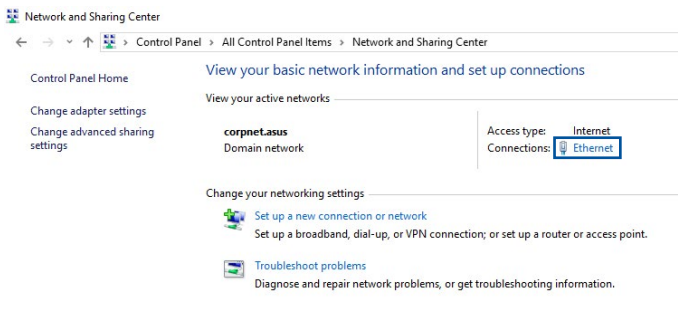 Network and Sharing Center
Control Panel > All Control Panel Items > Network and Sharing Center
Control Panel Home
Change adapter settings
Change advanced sharing
settings
View your basic network information and set up connections
View your active networks
corpnet.asus
Domain network
Access type: Internet
Connections: Ethernet
Change your networking settings
Set up a new connection or network
Set up a broadband, dial-up, or VPN connection; or set up a router or access point.
Troubleshoot problems
Diagnose and repair network problems, or get troubleshooting information.